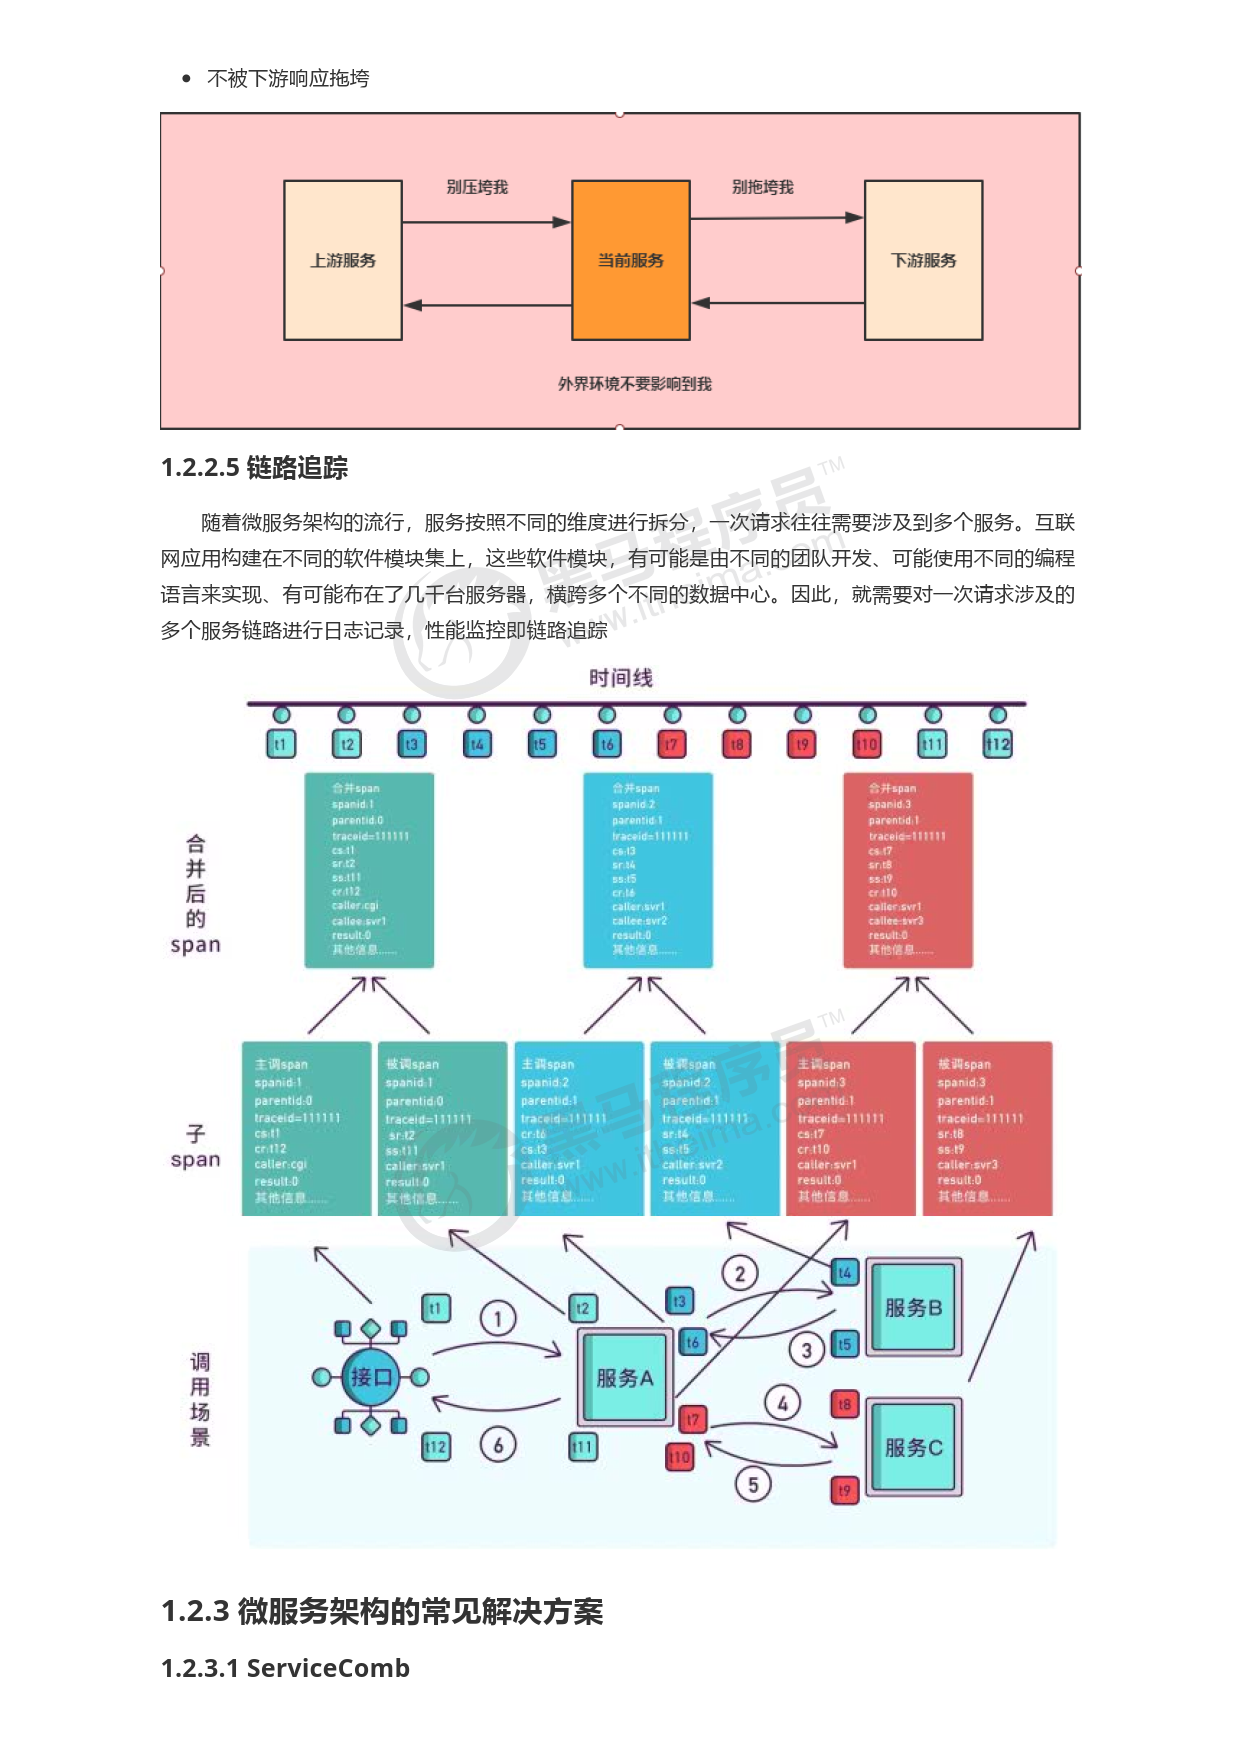 不被下游响应拖垮
别压垮我
别拖垮我
上游服务
当前服务
下游服务
外界环境不要影响到我
1.2.2.5 链路追踪
随着微服务架构的流行，服务按照不同的维度进行拆分，一次请求往往需要涉及到多个服务。互联
网应用构建在不同的软件模块集上，这些软件模块，有可能是由不同的团队开发、可能使用不同的编程
语言来实现、有可能布在了几千台服务器，横跨多个不同的数据中心。因此，就需要对一次请求涉及的
多个服务链路进行日志记录，性能监控即链路追踪
黑马程序员™
www.itheima.com
时间线
t1 t2 t3 t4 t5 t6 t7 t8 t9 t10 t11 t12
合并后的span
合并span
spanid:1
parentid:0
traceid=111111
cs:t1
sr:t2
ss:t11
cr:t12
caller:cgi
callee:svr1
result:0
其他信息......
合并span
spanid:2
parentid:1
traceid=111111
cs:t3
sr:t4
ss:t5
cr:t6
caller:svr1
callee:svr2
result:0
其他信息......
合并span
spanid:3
parentid:1
traceid=111111
cs:t7
sr:t8
ss:t9
cr:t10
caller:svr1
callee:svr3
result:0
其他信息......
子span
主调span
spanid:1
parentid:0
traceid=111111
cs:t1
cr:t12
caller:cgi
result:0
其他信息......
被调span
spanid:1
parentid:0
traceid=111111
sr:t2
ss:t11
caller:svr1
result:0
其他信息......
主调span
spanid:2
parentid:1
traceid=111111
cr:t6
cs:t3
caller:svr1
result:0
其他信息......
被调span
spanid:2
parentid:1
traceid=111111
sr:t4
ss:t5
caller:svr2
result:0
其他信息......
主调span
spanid:3
parentid:1
traceid=111111
cs:t7
cr:t10
caller:svr1
result:0
其他信息......
被调span
spanid:3
parentid:1
traceid=111111
sr:t8
ss:t9
caller:svr3
result:0
其他信息......
黑马程序员™
www.itheima.com
调用场景
接口
t1
1
t2
服务A
t12
6
t11
t3
2
t4
服务B
t6
3
t5
t7
4
t8
服务C
t10
5
t9
1.2.3 微服务架构的常见解决方案
1.2.3.1 ServiceComb